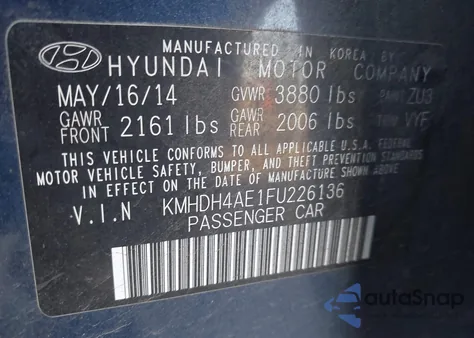 MANUFACTURED IN KOREA BY
HYUNDAI MOTOR COMPANY
MAY/16/14 GVWR 3880 lbs PAINT ZU3
GAWR FRONT 2161 lbs GAWR REAR 2006 lbs TRIM VYF
THIS VEHICLE CONFORMS TO ALL APPLICABLE U.S.A. FEDERAL
MOTOR VEHICLE SAFETY, BUMPER, AND THEFT PREVENTION STANDARDS
IN EFFECT ON THE DATE OF MANUFACTURE SHOWN ABOVE.
V.I.N KMHDH4AE1FU226136
PASSENGER CAR
autoSnap